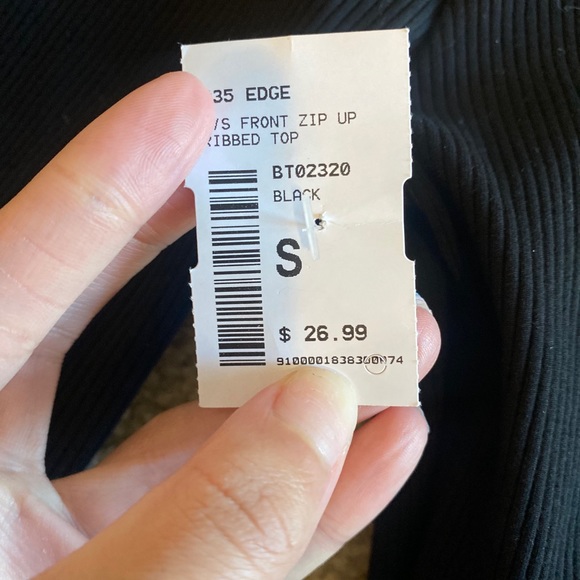 35 EDGE
/S FRONT ZIP UP
RIBBED TOP
BT02320
BLACK
S
$ 26.99